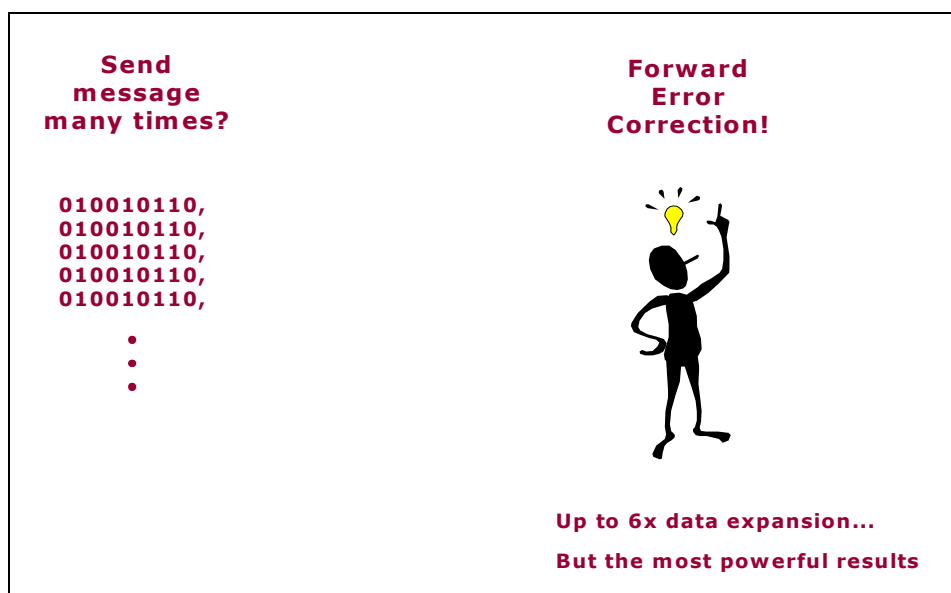 Send
message
many times?
010010110,
010010110,
010010110,
010010110,
010010110,
Forward
Error
Correction!
Up to 6x data expansion...
But the most powerful results